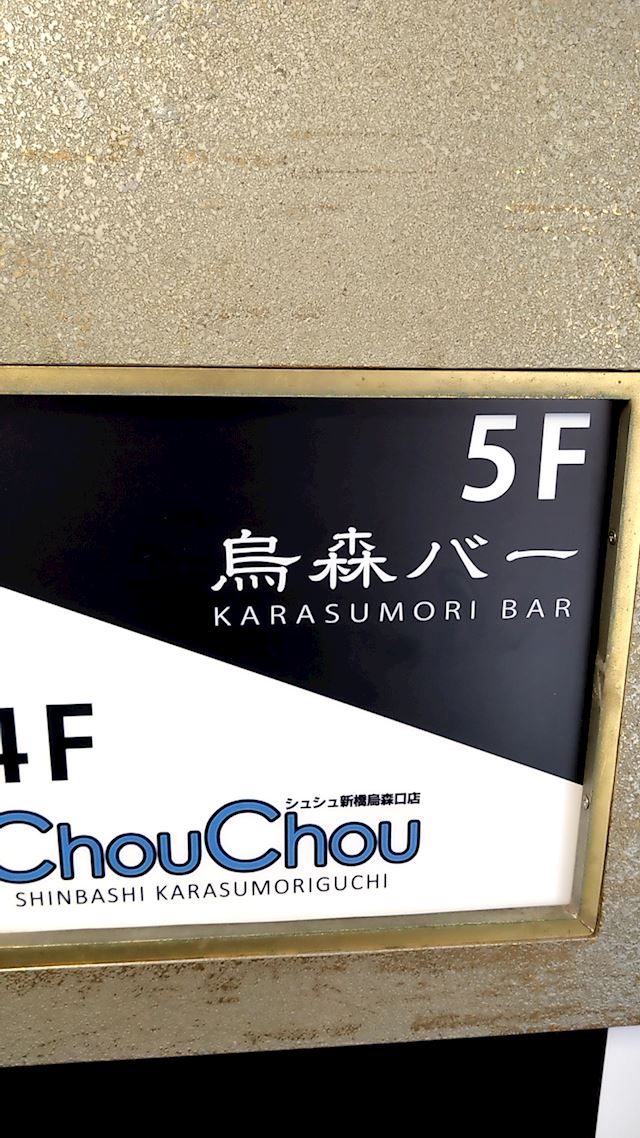 5F
烏森バー
KARASUMORI BAR
4F
シュシュ新橋烏森口店
ChouChou
SHINBASHI KARASUMORIGUCHI